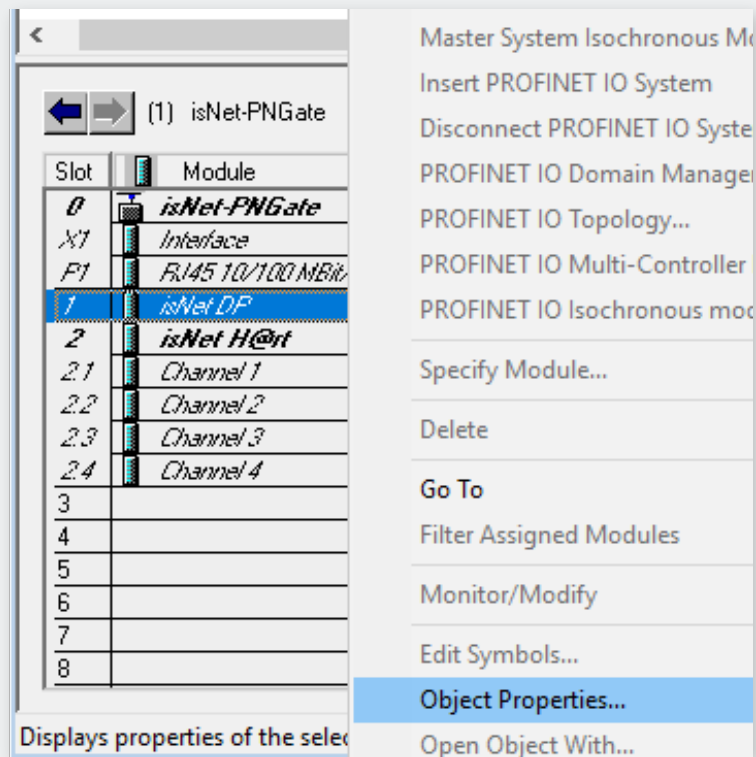 (1) isNet-PNGate
Slot Module
0 isNet-PNGate
X1 Interface
P1 RJ45 10/100 MBit/
1 isNet DP
2 isNet H@rt
2.1 Channel 1
2.2 Channel 2
2.3 Channel 3
2.4 Channel 4
3
4
5
6
7
8
Displays properties of the selec
Master System Isochronous Mo
Insert PROFINET IO System
Disconnect PROFINET IO Syste
PROFINET IO Domain Manage
PROFINET IO Topology...
PROFINET IO Multi-Controller
PROFINET IO Isochronous mod
Specify Module...
Delete
Go To
Filter Assigned Modules
Monitor/Modify
Edit Symbols...
Object Properties...
Open Object With...